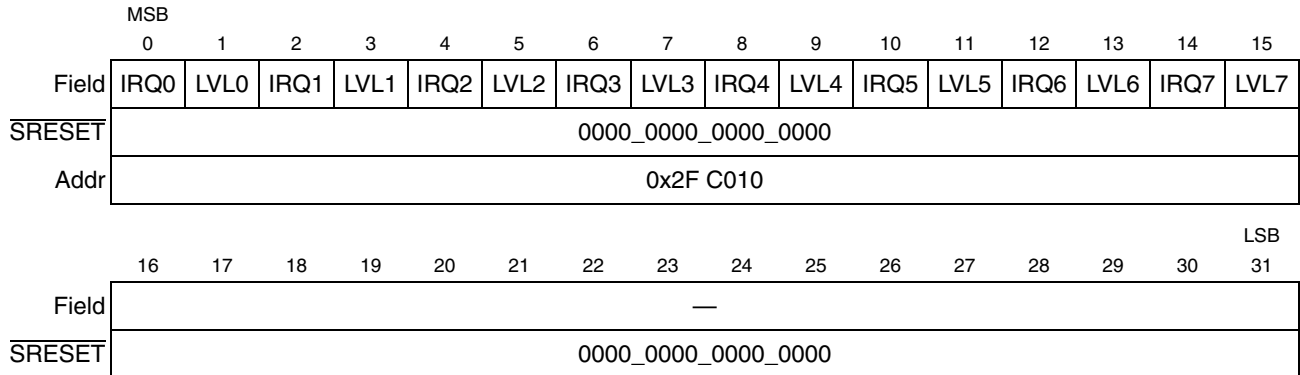 MSB
0 1 2 3 4 5 6 7 8 9 10 11 12 13 14 15
Field IRQ0 LVL0 IRQ1 LVL1 IRQ2 LVL2 IRQ3 LVL3 IRQ4 LVL4 IRQ5 LVL5 IRQ6 LVL6 IRQ7 LVL7
SRESET 0000_0000_0000_0000
Addr 0x2F C010
LSB
16 17 18 19 20 21 22 23 24 25 26 27 28 29 30 31
Field —
SRESET 0000_0000_0000_0000